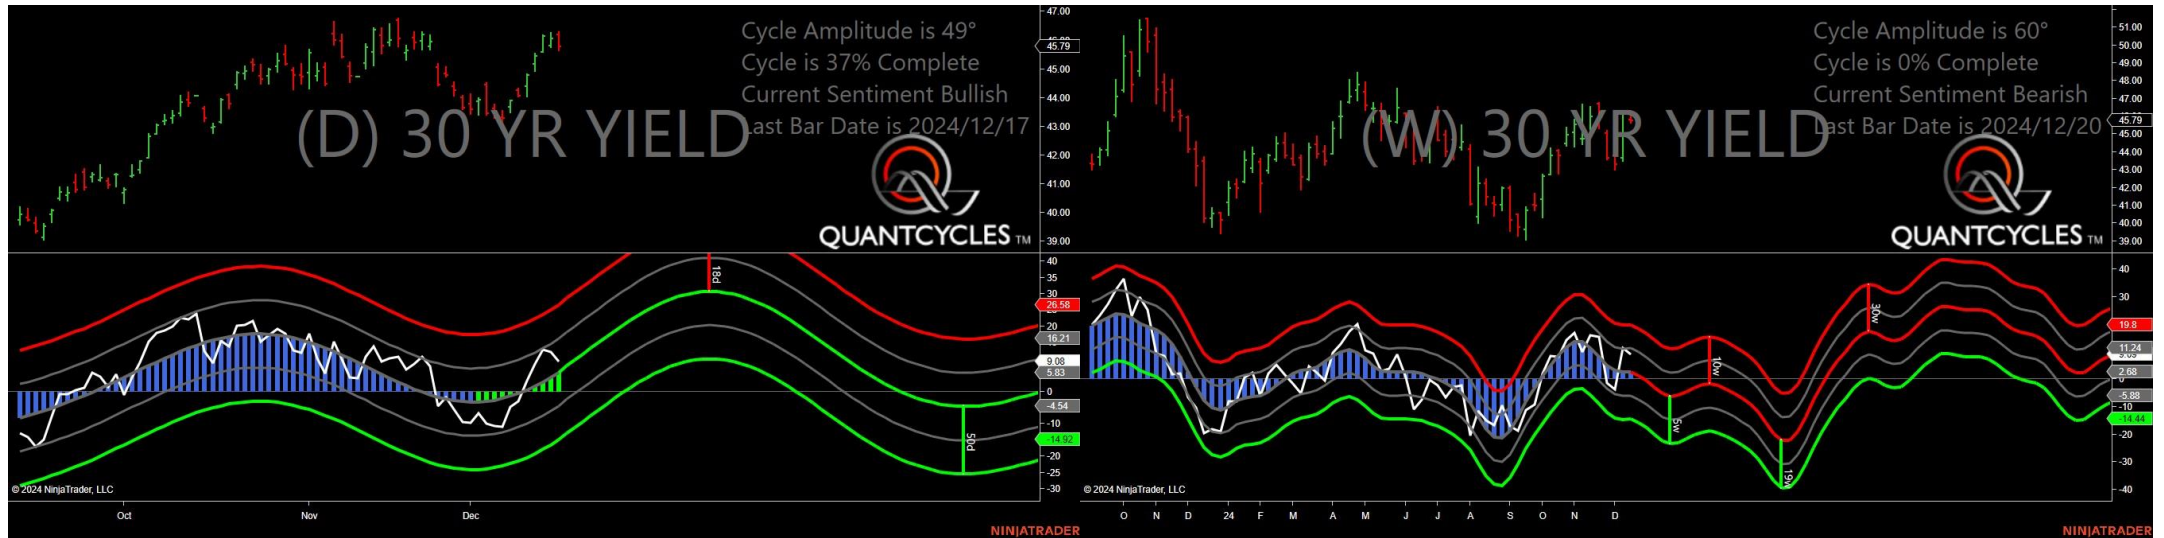 Cycle Amplitude is 49°
Cycle is 37% Complete
Current Sentiment Bullish
Last Bar Date is 2024/12/17
(D) 30 YR YIELD
QUANTCYCLES TM
47.00
45.79
45.00
44.00
43.00
42.00
41.00
40.00
39.00
18d
50d
40
35
30
26.58
20
16.21
9.08
5.83
0
-4.54
-10
-14.92
-20
-25
-30
© 2024 NinjaTrader, LLC
Oct
Nov
Dec
NINJATRADER
Cycle Amplitude is 60°
Cycle is 0% Complete
Current Sentiment Bearish
Last Bar Date is 2024/12/20
(W) 30 YR YIELD
QUANTCYCLES TM
51.00
50.00
49.00
48.00
47.00
45.79
45.00
44.00
43.00
42.00
41.00
40.00
39.00
5w
10w
19w
30w
40
30
19.8
11.24
2.68
0
-5.88
-10
-14.44
-20
-30
-40
© 2024 NinjaTrader, LLC
O N D 24 F M A M J J A S O N D
NINJATRADER